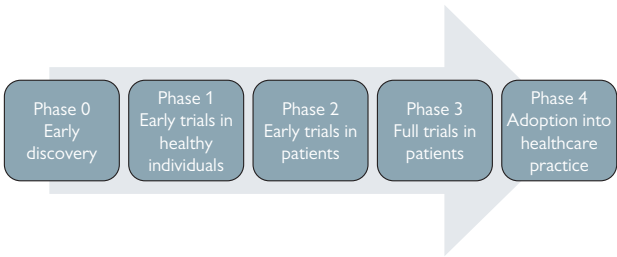 Phase 0
Early
discovery
Phase 1
Early trials in
healthy
individuals
Phase 2
Early trials in
patients
Phase 3
Full trials in
patients
Phase 4
Adoption into
healthcare
practice